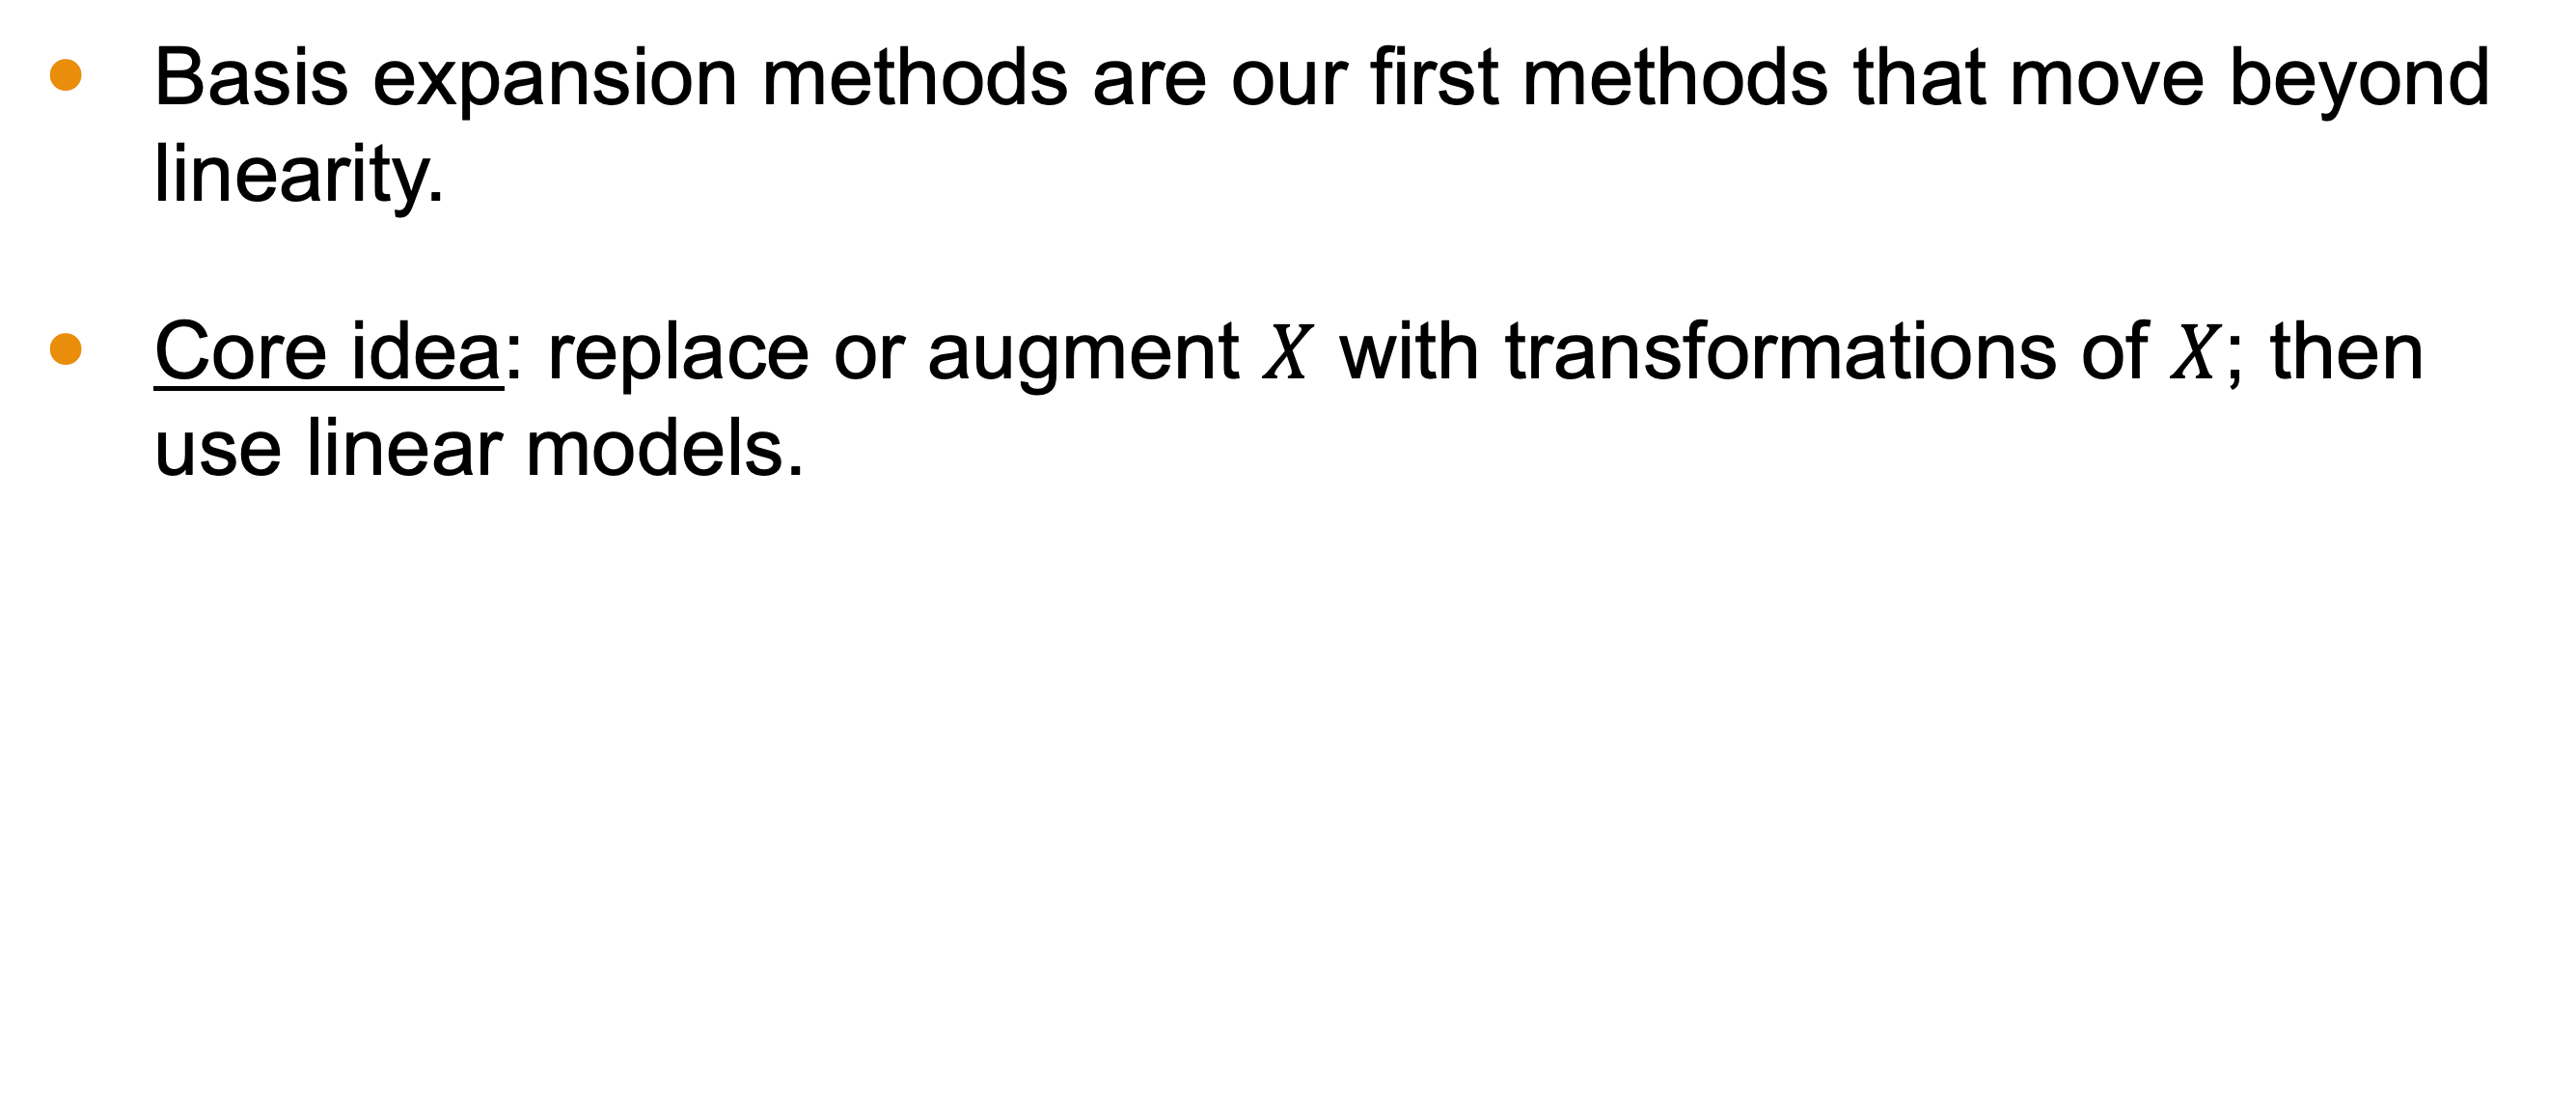 • Basis expansion methods are our first methods that move beyond
linearity.
• Core idea: replace or augment X with transformations of X; then
use linear models.